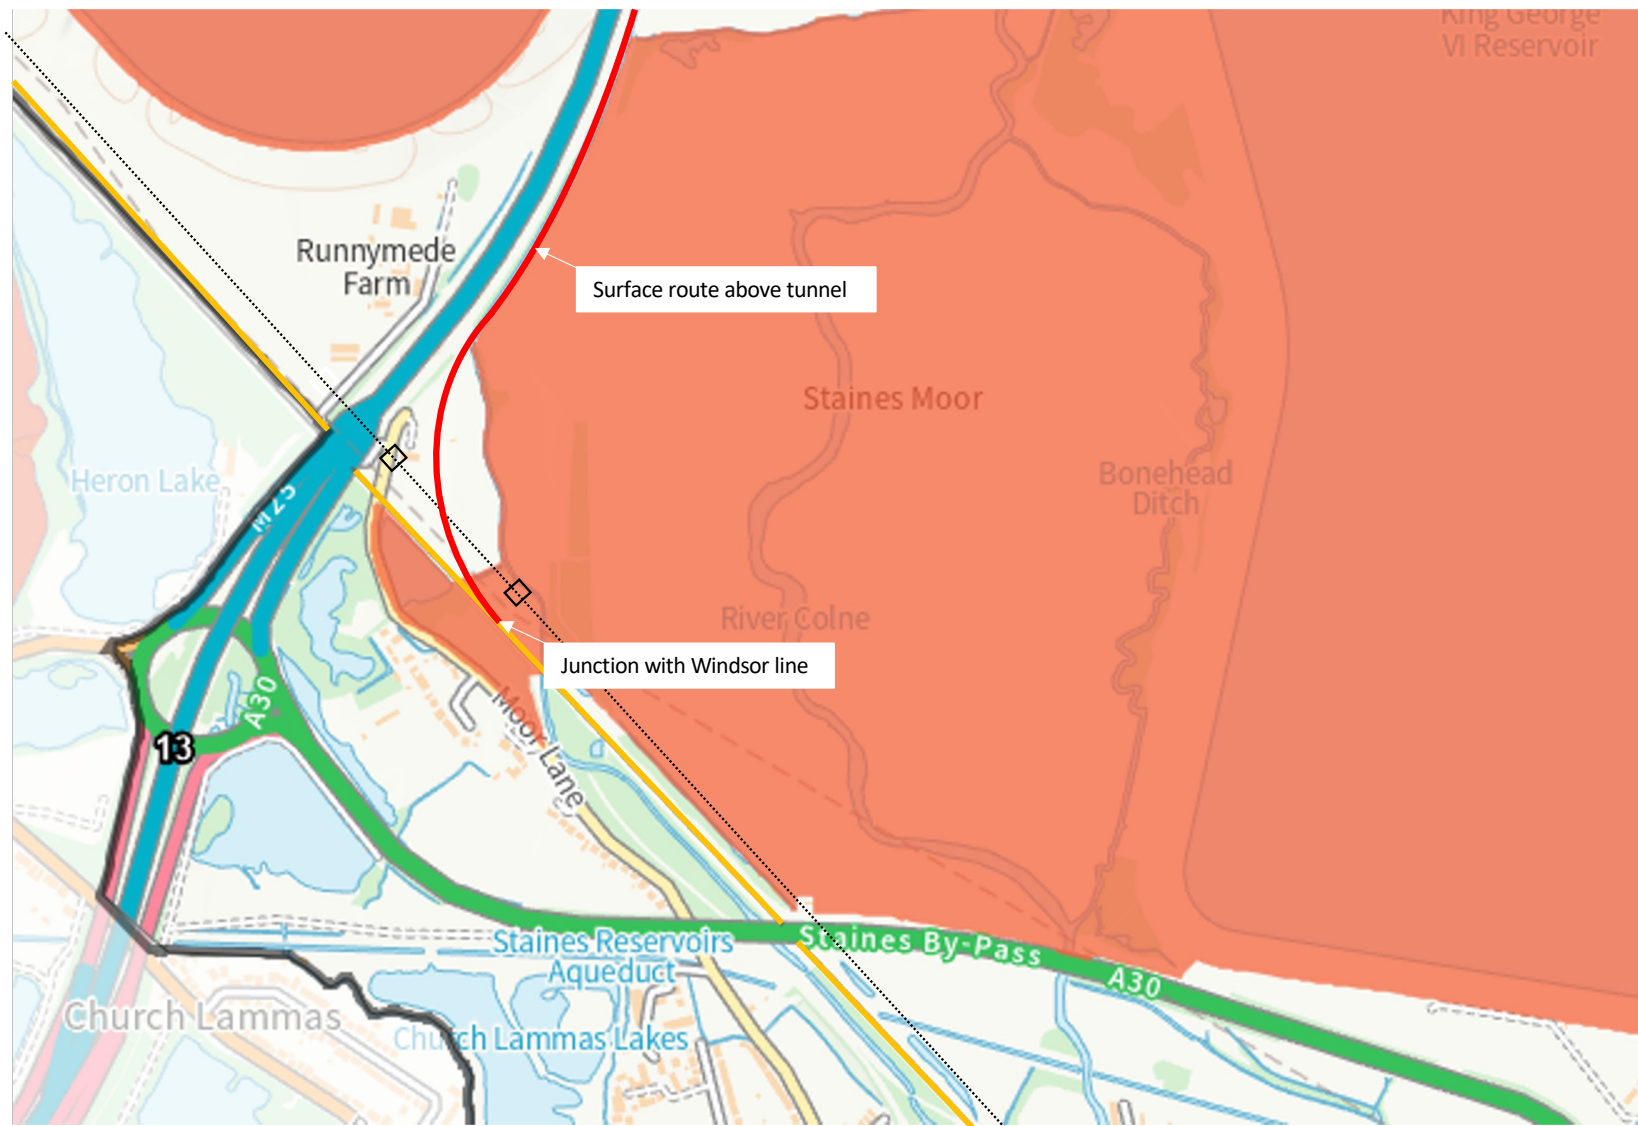 King George
VI Reservoir
Runnymede
Farm
Surface route above tunnel
Staines Moor
Heron Lake
Bonehead
Ditch
M25
River Colne
Junction with Windsor line
A30
Moor Lane
13
Staines Reservoirs
Aqueduct
Staines By-Pass
A30
Church Lammas
Church Lammas Lakes